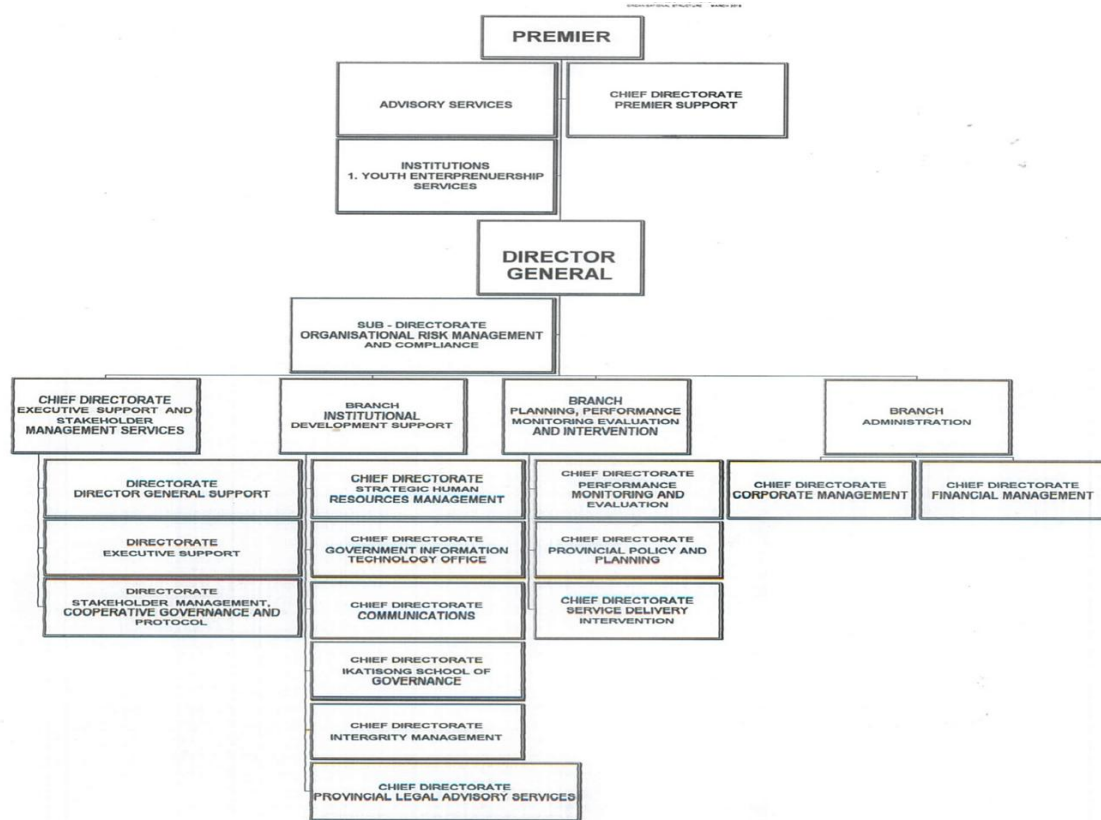 ORGANISATIONAL STRUCTURE MARCH
PREMIER
ADVISORY SERVICES
CHIEF DIRECTORATE
PREMIER SUPPORT
INSTITUTIONS
1. YOUTH ENTERPRENUERSHIP
SERVICES
DIRECTOR
GENERAL
SUB - DIRECTORATE
ORGANISATIONAL RISK MANAGEMENT
AND COMPLIANCE
CHIEF DIRECTORATE
EXECUTIVE SUPPORT AND
STAKEHOLDER
MANAGEMENT SERVICES
DIRECTORATE
DIRECTOR GENERAL SUPPORT
DIRECTORATE
EXECUTIVE SUPPORT
DIRECTORATE
STAKEHOLDER MANAGEMENT,
COOPERATIVE GOVERNANCE AND
PROTOCOL
BRANCH
INSTITUTIONAL
DEVELOPMENT SUPPORT
CHIEF DIRECTORATE
STRATEGIC HUMAN
RESOURCES MANAGEMENT
CHIEF DIRECTORATE
GOVERNMENT INFORMATION
TECHNOLOGY OFFICE
CHIEF DIRECTORATE
COMMUNICATIONS
CHIEF DIRECTORATE
IKATISONG SCHOOL OF
GOVERNANCE
CHIEF DIRECTORATE
INTERGRITY MANAGEMENT
CHIEF DIRECTORATE
PROVINCIAL LEGAL ADVISORY SERVICES
BRANCH
PLANNING, PERFORMANCE
MONITORING EVALUATION
AND INTERVENTION
CHIEF DIRECTORATE
PERFORMANCE
MONITORING AND
EVALUATION
CHIEF DIRECTORATE
PROVINCIAL POLICY AND
PLANNING
CHIEF DIRECTORATE
SERVICE DELIVERY
INTERVENTION
BRANCH
ADMINISTRATION
CHIEF DIRECTORATE
CORPORATE MANAGEMENT
CHIEF DIRECTORATE
FINANCIAL MANAGEMENT